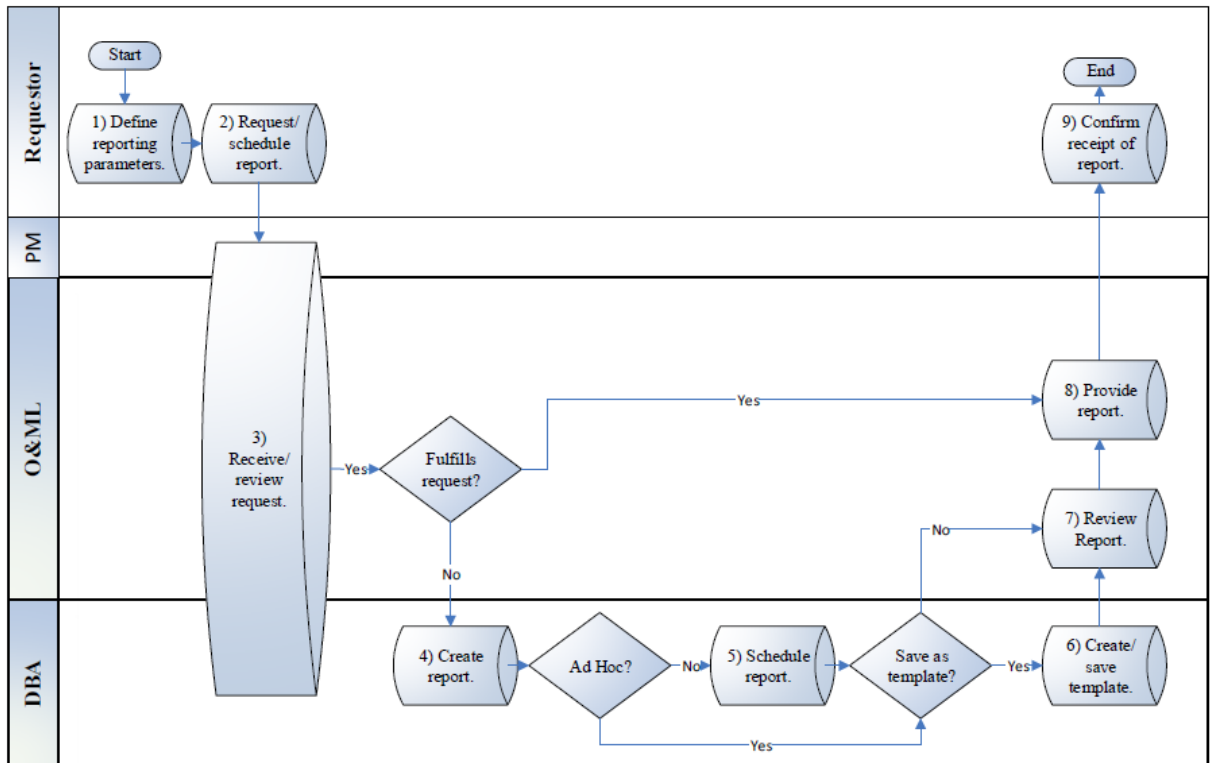 Requestor
Start
1) Define
reporting
parameters.
2) Request/
schedule
report.
End
9) Confirm
receipt of
report.
PM
O&ML
3)
Receive/
review
request.
Yes
Fulfills
request?
Yes
8) Provide
report.
No
No
7) Review
Report.
DBA
4) Create
report.
Ad Hoc?
No
5) Schedule
report.
Save as
template?
Yes
6) Create/
save
template.
Yes